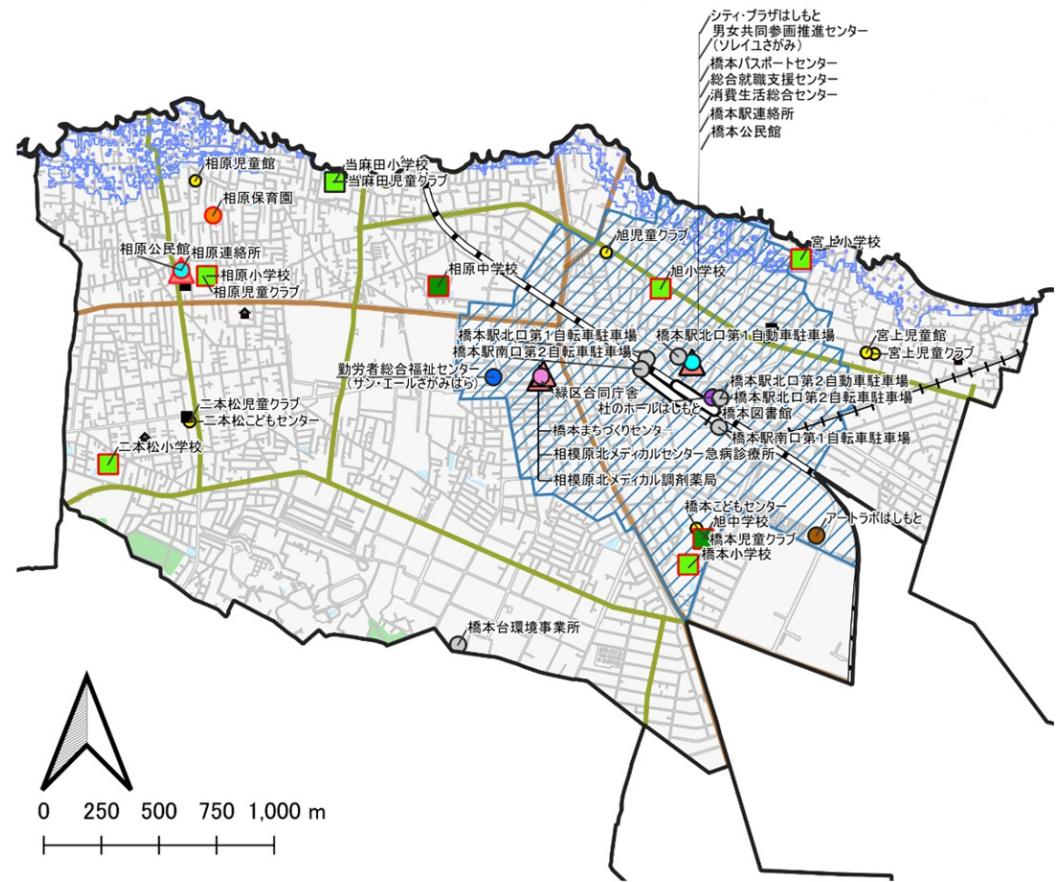 シティ・プラザはしもと
男女共同参画推進センター
(ソレイユさがみ)
橋本パスポートセンター
総合就職支援センター
消費生活総合センター
橋本駅連絡所
橋本公民館
相原児童館
当麻田小学校
当麻田児童クラブ
相原保育園
相原公民館
相原連絡所
相原小学校
相原児童クラブ
相原中学校
旭児童クラブ
旭小学校
宮上小学校
宮上児童館
宮上児童クラブ
橋本駅北口第1自転車駐車場
橋本駅北口第1自動車駐車場
橋本駅南口第2自転車駐車場
勤労者総合福祉センター
(サン・エールさがみはら)
緑区合同庁舎
杜のホールはしもと
橋本駅北口第2自動車駐車場
橋本駅北口第2自転車駐車場
橋本図書館
橋本駅南口第1自転車駐車場
橋本まちづくりセンター
相模原北メディカルセンター急病診療所
相模原北メディカル調剤薬局
二本松児童クラブ
二本松こどもセンター
二本松小学校
橋本こどもセンター
旭中学校
橋本児童クラブ
橋本小学校
アートラボはしもと
橋本台環境事業所
0 250 500 750 1,000 m